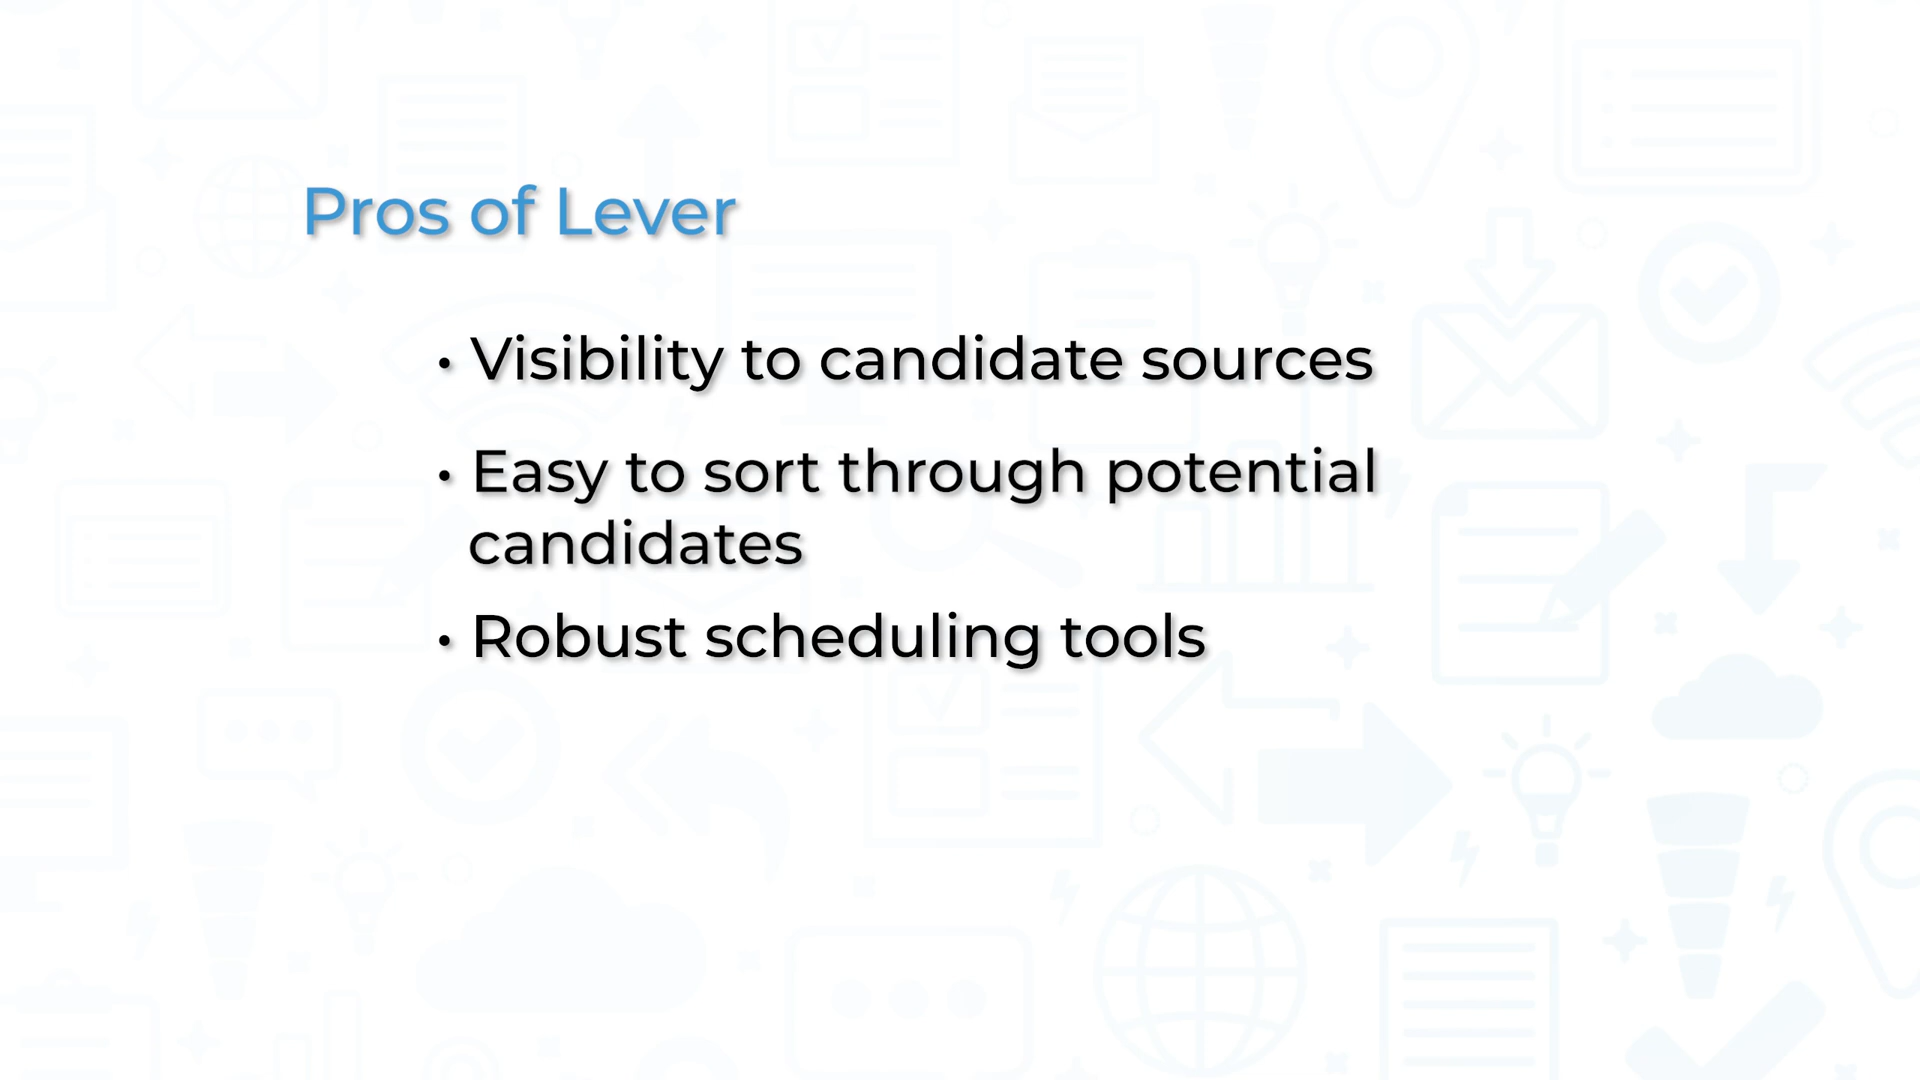 Pros of Lever
• Visibility to candidate sources
• Easy to sort through potential
candidates
• Robust scheduling tools